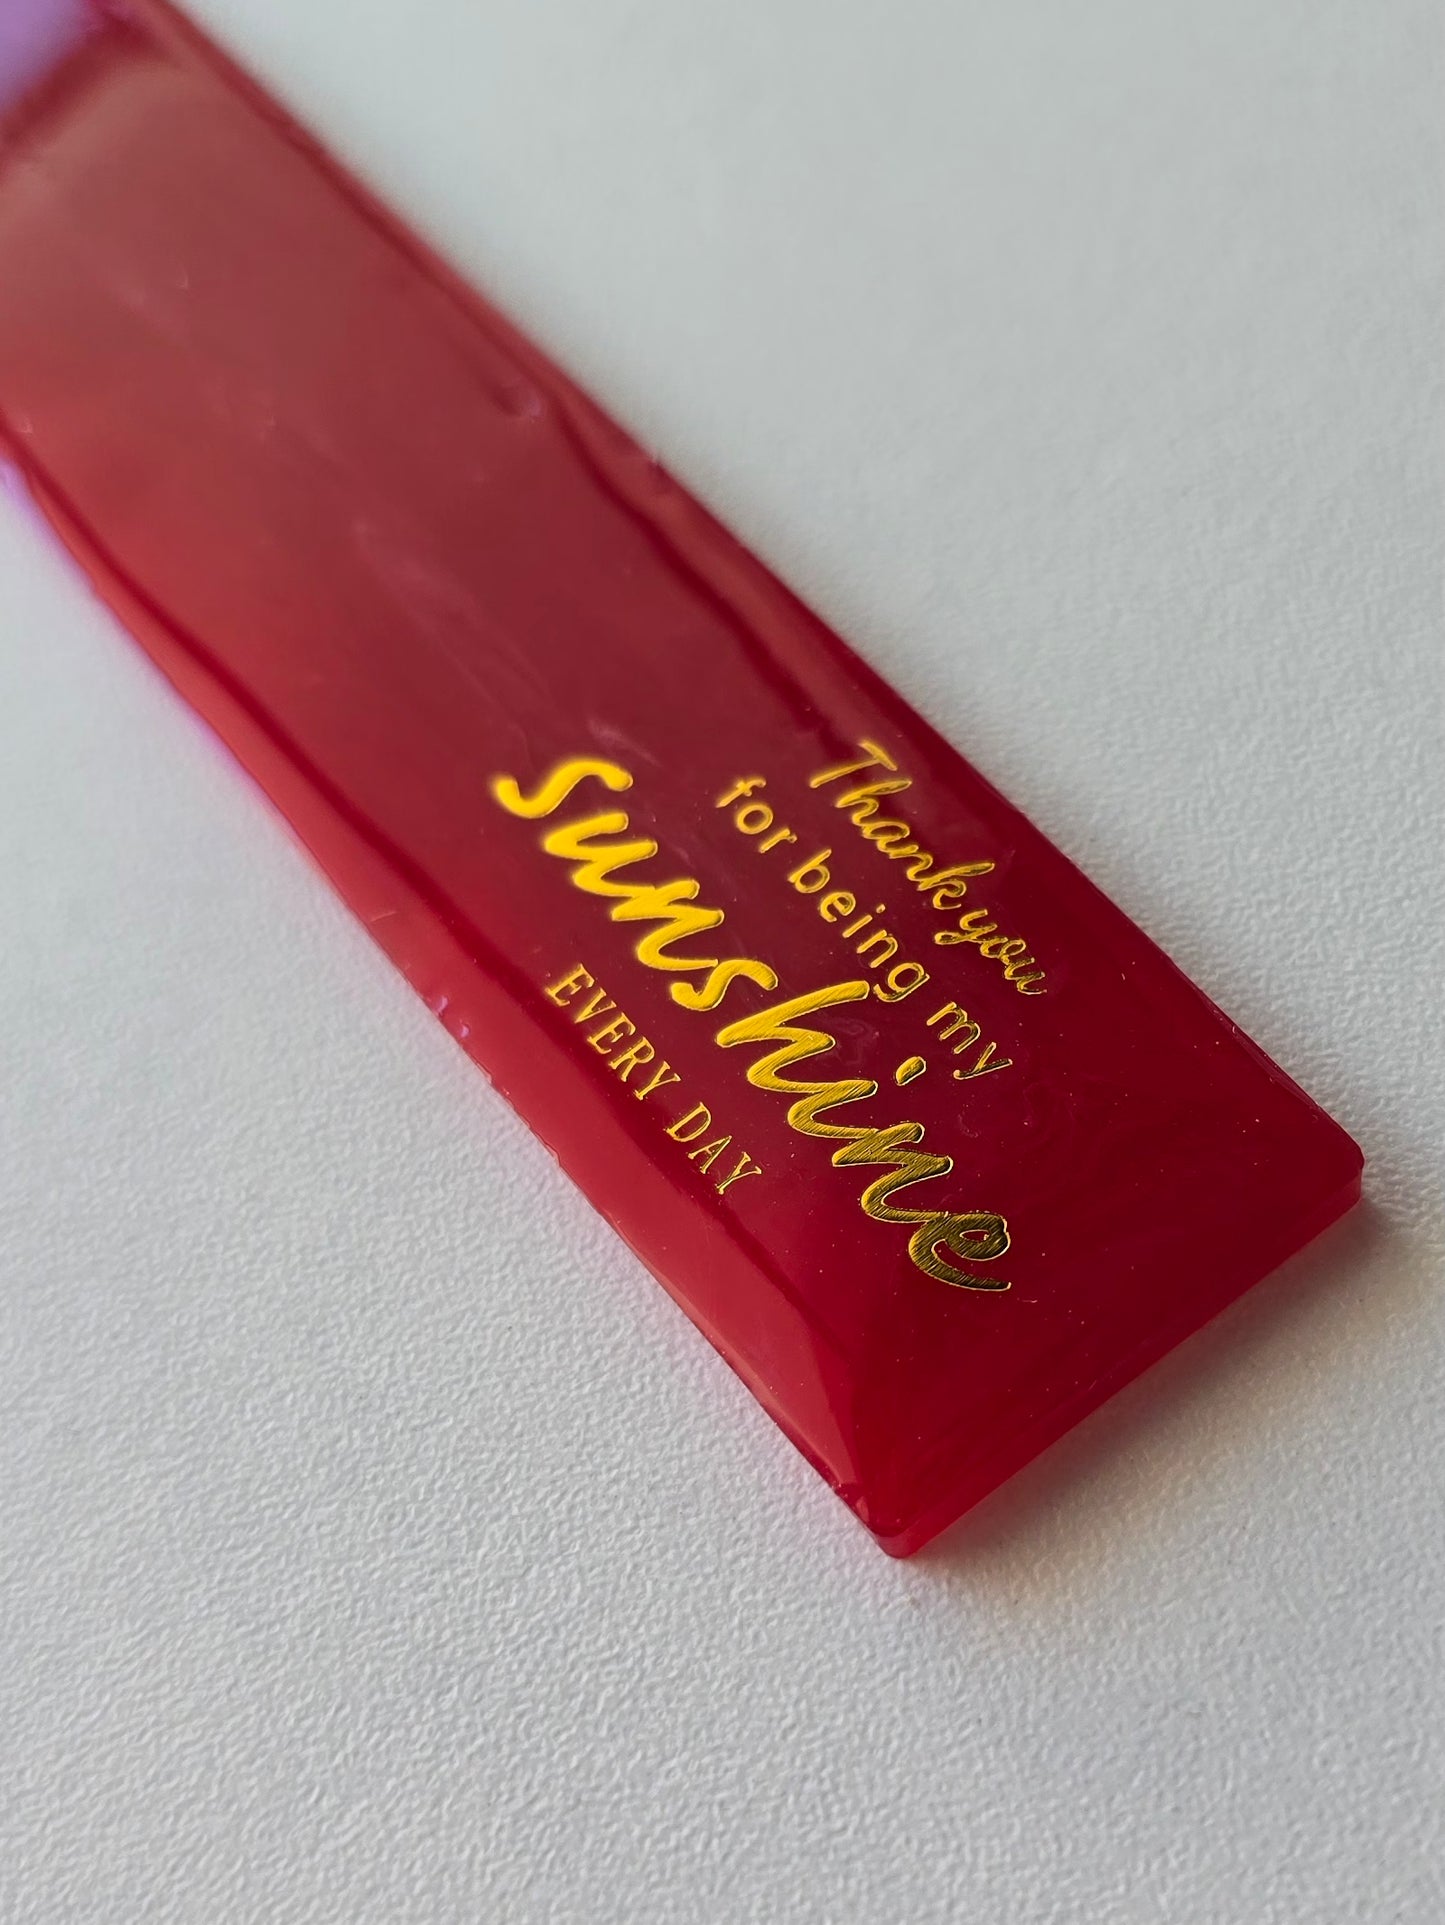 Thank you
for being my
sunshine
EVERY DAY